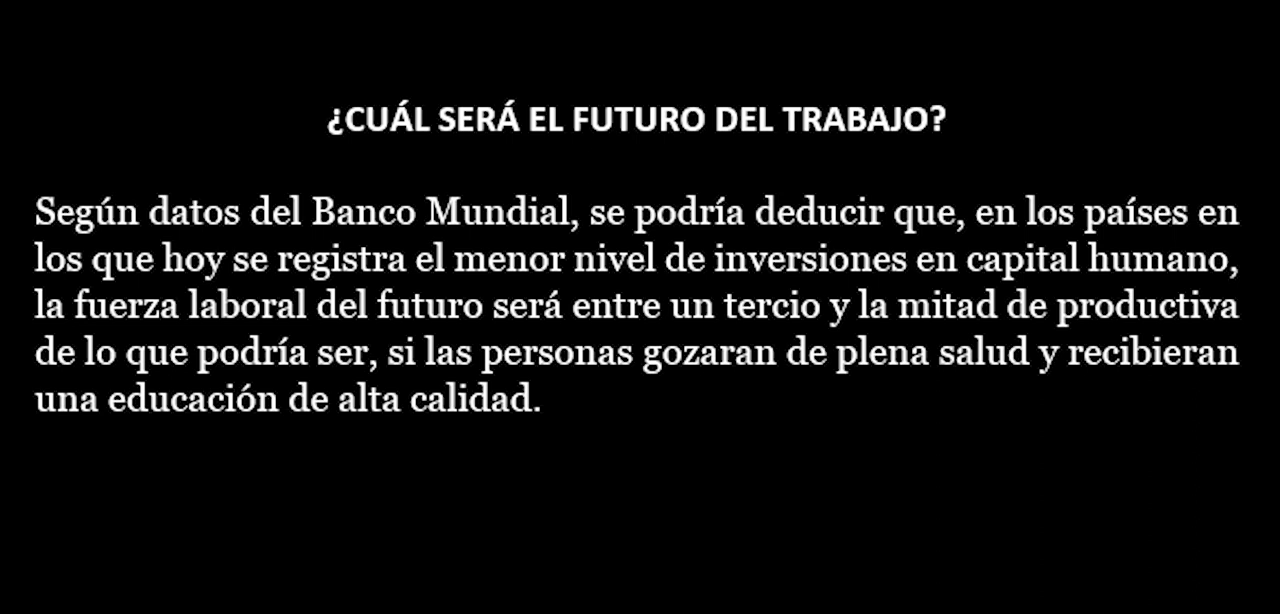 ¿CUÁL SERÁ EL FUTURO DEL TRABAJO?
Según datos del Banco Mundial, se podría deducir que, en los países en
los que hoy se registra el menor nivel de inversiones en capital humano,
la fuerza laboral del futuro será entre un tercio y la mitad de productiva
de lo que podría ser, si las personas gozaran de plena salud y recibieran
una educación de alta calidad.